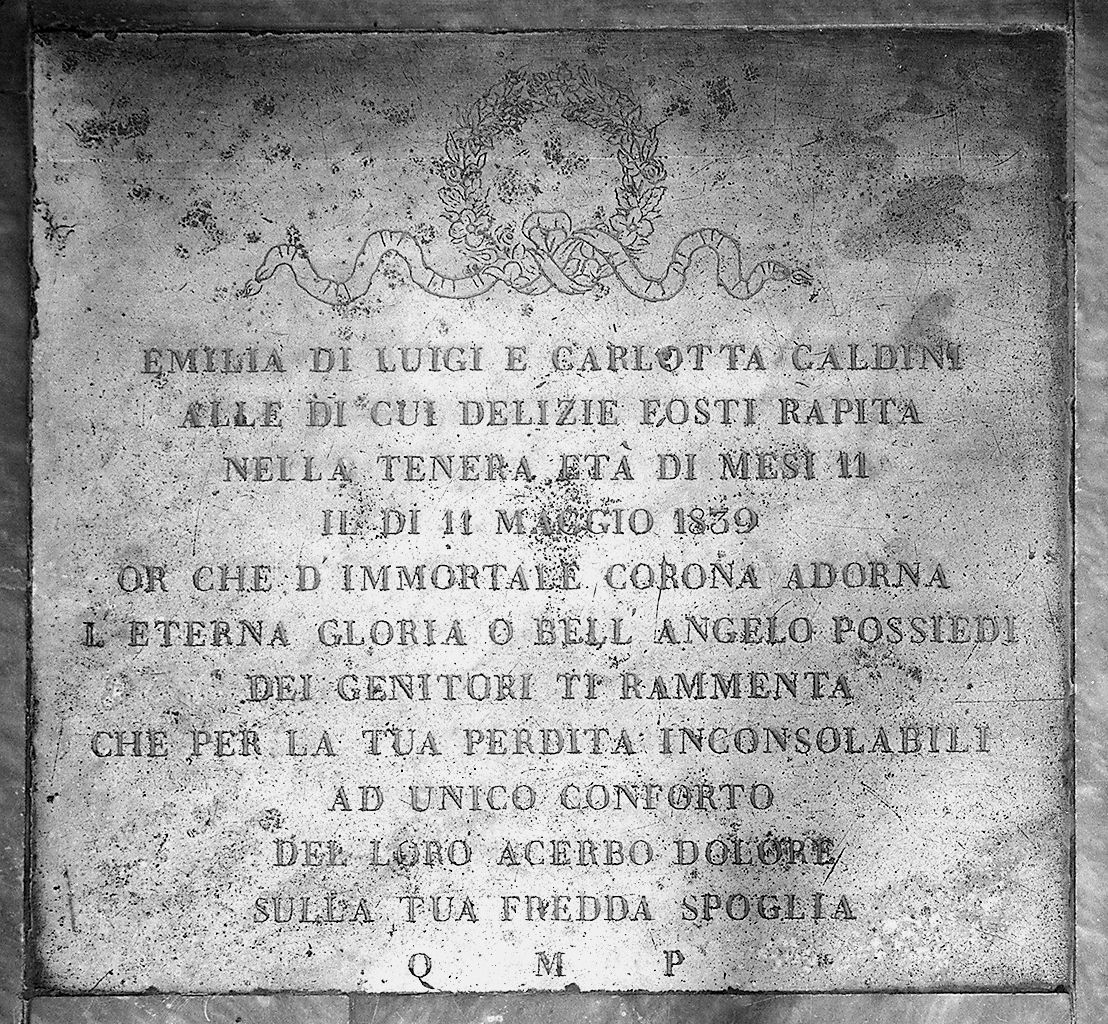 EMILIA DI LUIGI E CARLOTTA CALDINI
ALLE DI CUI DELIZIE FOSTI RAPITA
NELLA TENERA ETÀ DI MESI 11
IL DI 11 MAGGIO 1839
OR CHE D'IMMORTALE CORONA ADORNA
L'ETERNA GLORIA O BELL'ANGELO POSSIEDI
DEI GENITORI TI RAMMENTA
CHE PER LA TUA PERDITA INCONSOLABILI
AD UNICO CONFORTO
DEL LORO ACERBO DOLORE
SULLA TUA FREDDA SPOGLIA
Q M P